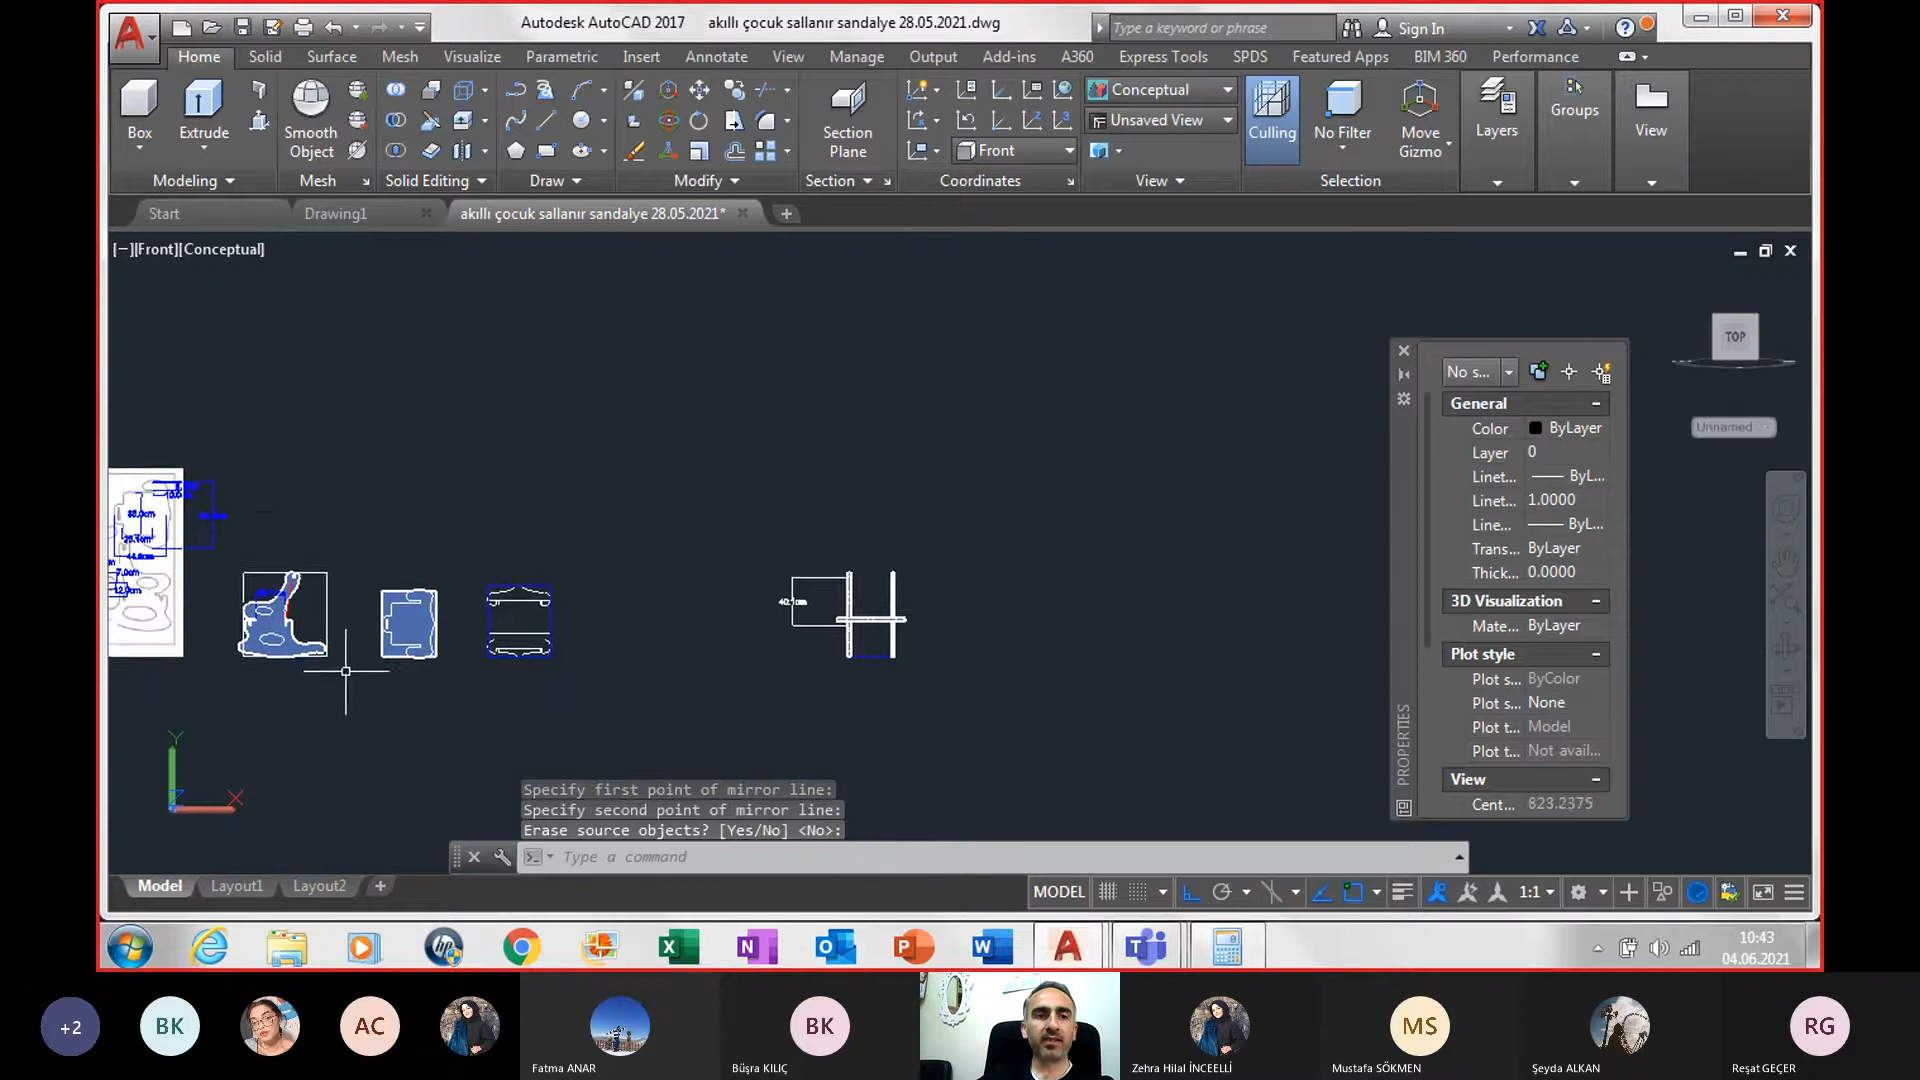 Autodesk AutoCAD 2017 akıllı çocuk sallanır sandalye 28.05.2021.dwg
Type a keyword or phrase
Sign In
Home Solid Surface Mesh Visualize Parametric Insert Annotate View Manage Output Add-ins A360 Express Tools SPDS Featured Apps BIM 360 Performance
Box
Extrude
Smooth Object
Section Plane
Front
Conceptual
Unsaved View
Culling
No Filter
Move Gizmo
Layers
Groups
View
Modeling
Mesh
Solid Editing
Draw
Modify
Section
Coordinates
View
Selection
Start
Drawing1
akıllı çocuk sallanır sandalye 28.05.2021*
[−][Front][Conceptual]
TOP
Unnamed
No s...
General
Color ByLayer
Layer 0
Linet... ByL...
Linet... 1.0000
Line... ByL...
Trans... ByLayer
Thick... 0.0000
3D Visualization
Mate... ByLayer
Plot style
Plot s... ByColor
Plot s... None
Plot t... Model
Plot t... Not avail...
View
Cent... 823.2375
PROPERTIES
X
Y
Specify first point of mirror line:
Specify second point of mirror line:
Erase source objects? [Yes/No] <No>:
Type a command
Model Layout1 Layout2
MODEL
1:1
10:43
04.06.2021
+2
BK
AC
BK
MS
RG
Fatma ANAR
Büşra KILIÇ
Zehra Hilal İNCEELLİ
Mustafa SÖKMEN
Şeyda ALKAN
Reşat GEÇER